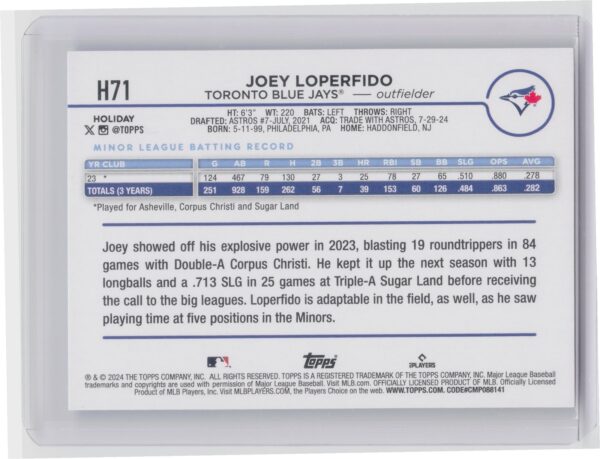 H71
JOEY LOPERFIDO
TORONTO BLUE JAYS® — outfielder
HOLIDAY
X @TOPPS
HT: 6'3" WT: 220 BATS: LEFT THROWS: RIGHT
DRAFTED: ASTROS #7-JULY, 2021 ACQ: TRADE WITH ASTROS, 7-29-24
BORN: 5-11-99, PHILADELPHIA, PA HOME: HADDONFIELD, NJ
MINOR LEAGUE BATTING RECORD
YR CLUB G AB R H 2B 3B HR RBI SB BB SLG OPS AVG
23 * 124 467 79 130 27 3 25 78 27 65 .510 .880 .278
TOTALS (3 YEARS) 251 928 159 262 56 7 39 153 60 126 .484 .863 .282
*Played for Asheville, Corpus Christi and Sugar Land
Joey showed off his explosive power in 2023, blasting 19 roundtrippers in 84
games with Double-A Corpus Christi. He kept it up the next season with 13
longballs and a .713 SLG in 25 games at Triple-A Sugar Land before receiving
the call to the big leagues. Loperfido is adaptable in the field, as well, as he saw
playing time at five positions in the Minors.
Topps
PLAYERS
® & © 2024 THE TOPPS COMPANY, INC. ALL RIGHTS RESERVED. TOPPS IS A REGISTERED TRADEMARK OF THE TOPPS COMPANY, INC. Major League Baseball
trademarks and copyrights are used with permission of Major League Baseball. Visit MLB.com. OFFICIALLY LICENSED PRODUCT OF MLB. Officially Licensed
Product of MLB Players, Inc. Visit MLBPLAYERS.COM, the Players Choice on the web. WWW.TOPPS.COM. CODE#CMP088141